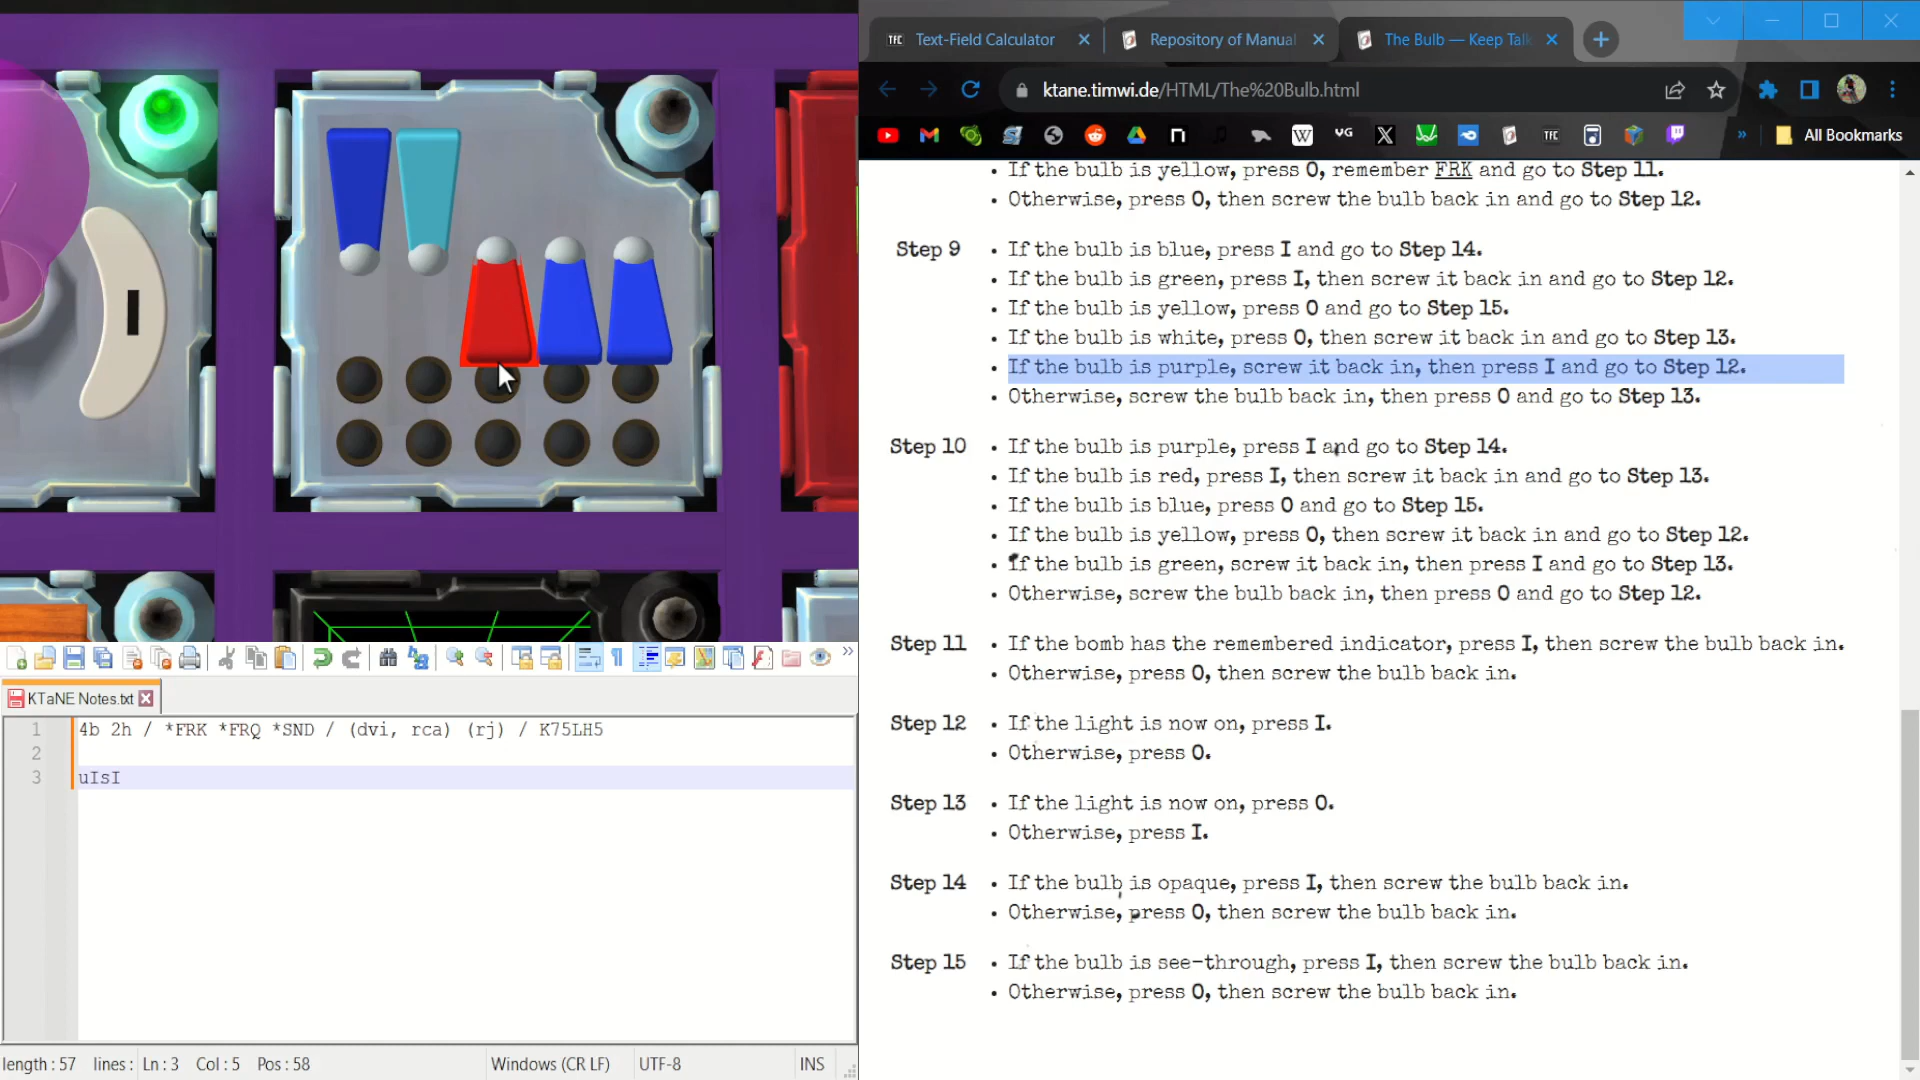 Text-Field Calculator
Repository of Manual
The Bulb — Keep Talk
ktane.timwi.de/HTML/The%20Bulb.html
All Bookmarks
If the bulb is yellow, press O, remember FRK and go to Step 11.
Otherwise, press O, then screw the bulb back in and go to Step 12.
Step 9
If the bulb is blue, press I and go to Step 14.
If the bulb is green, press I, then screw it back in and go to Step 12.
If the bulb is yellow, press O and go to Step 15.
If the bulb is white, press O, then screw it back in and go to Step 13.
If the bulb is purple, screw it back in, then press I and go to Step 12.
Otherwise, screw the bulb back in, then press O and go to Step 13.
Step 10
If the bulb is purple, press I and go to Step 14.
If the bulb is red, press I, then screw it back in and go to Step 13.
If the bulb is blue, press O and go to Step 15.
If the bulb is yellow, press O, then screw it back in and go to Step 12.
If the bulb is green, screw it back in, then press I and go to Step 13.
Otherwise, screw the bulb back in, then press O and go to Step 12.
Step 11
If the bomb has the remembered indicator, press I, then screw the bulb back in.
Otherwise, press O, then screw the bulb back in.
Step 12
If the light is now on, press I.
Otherwise, press O.
Step 13
If the light is now on, press O.
Otherwise, press I.
Step 14
If the bulb is opaque, press I, then screw the bulb back in.
Otherwise, press O, then screw the bulb back in.
Step 15
If the bulb is see-through, press I, then screw the bulb back in.
Otherwise, press O, then screw the bulb back in.
I
KTaNE Notes.txt
1 4b 2h / *FRK *FRQ *SND / (dvi, rca) (rj) / K75LH5
2
3 uIsI
length : 57 lines : Ln : 3 Col : 5 Pos : 58 Windows (CR LF) UTF-8 INS